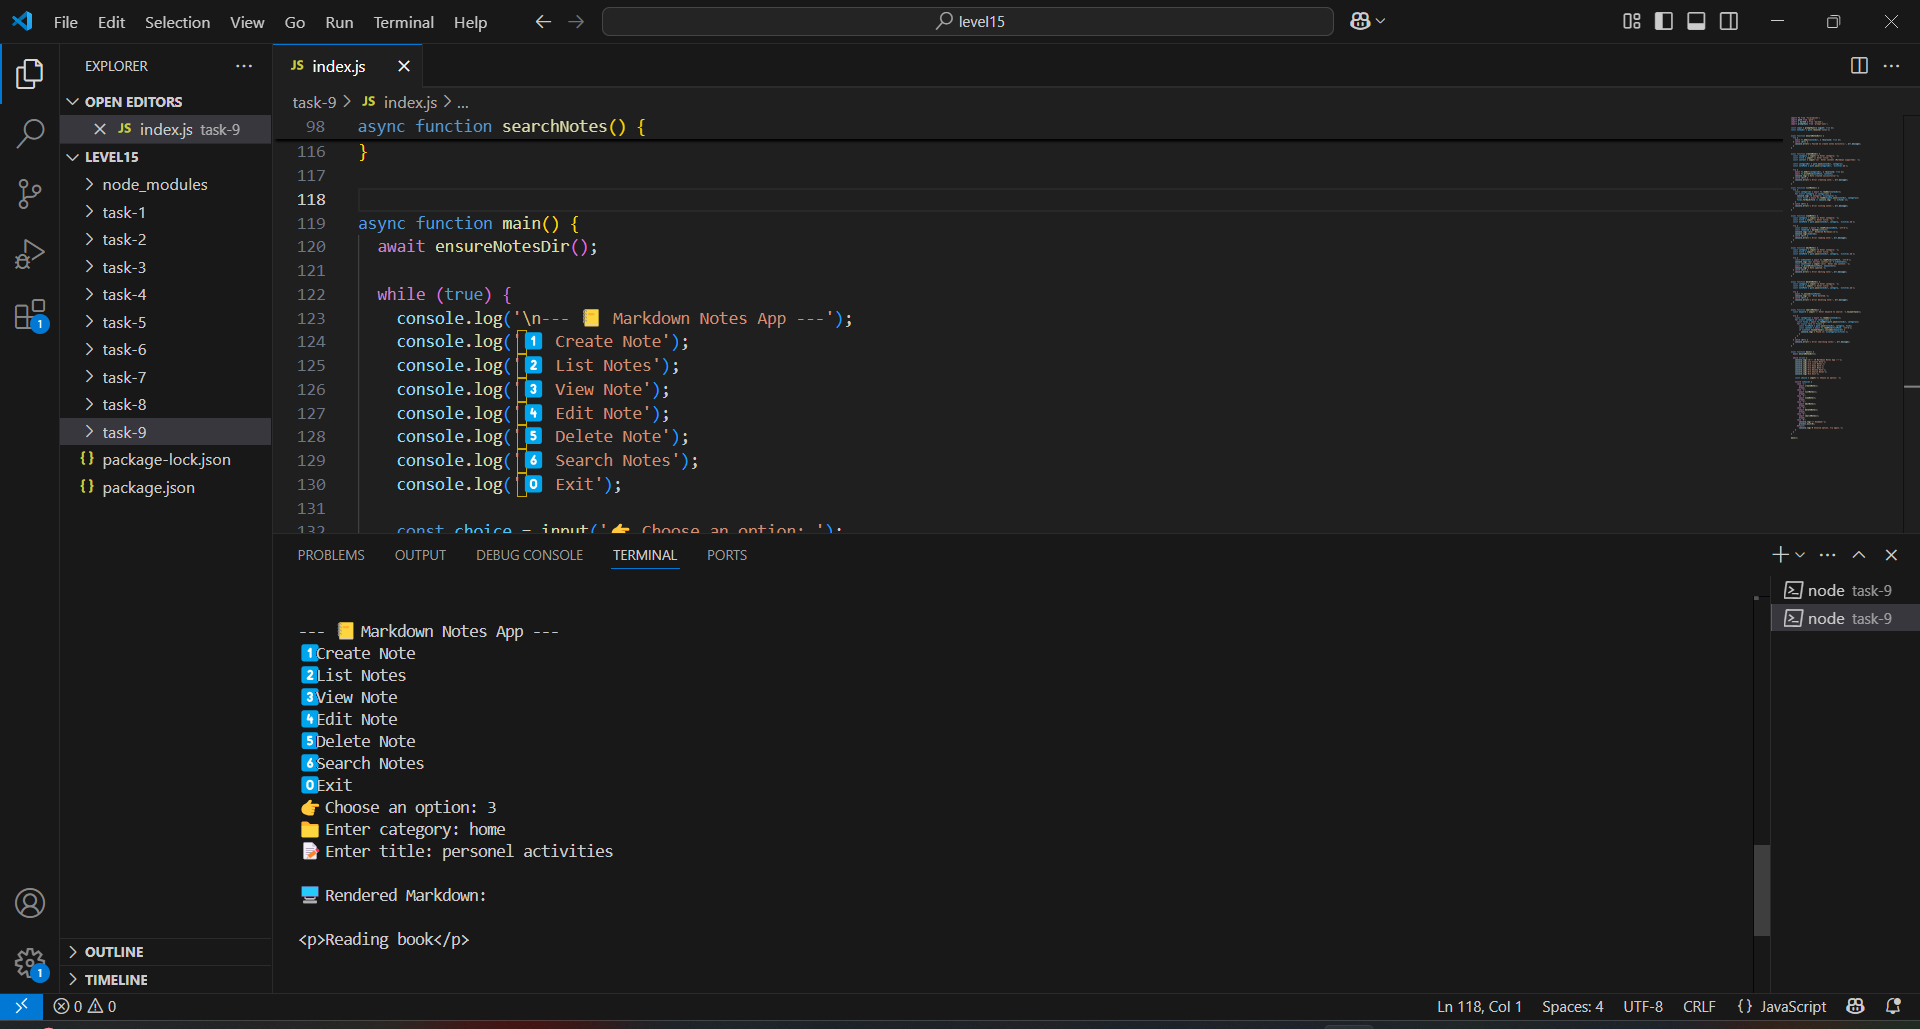 File Edit Selection View Go Run Terminal Help
level15
EXPLORER
OPEN EDITORS
JS index.js task-9
LEVEL15
node_modules
task-1
task-2
task-3
task-4
task-5
task-6
task-7
task-8
task-9
{} package-lock.json
{} package.json
OUTLINE
TIMELINE
JS index.js
task-9 > JS index.js > ...
98 async function searchNotes() {
116 }
117
118
119 async function main() {
120 await ensureNotesDir();
121
122 while (true) {
123 console.log('\n--- 📒 Markdown Notes App ---');
124 console.log('1️⃣ Create Note');
125 console.log('2️⃣ List Notes');
126 console.log('3️⃣ View Note');
127 console.log('4️⃣ Edit Note');
128 console.log('5️⃣ Delete Note');
129 console.log('6️⃣ Search Notes');
130 console.log('0️⃣ Exit');
131
132 const choice = input('👉 Choose an option: ');
PROBLEMS OUTPUT DEBUG CONSOLE TERMINAL PORTS
--- 📒 Markdown Notes App ---
1️⃣Create Note
2️⃣List Notes
3️⃣View Note
4️⃣Edit Note
5️⃣Delete Note
6️⃣Search Notes
0️⃣Exit
👉 Choose an option: 3
📁 Enter category: home
📝 Enter title: personel activities
🖥️ Rendered Markdown:
<p>Reading book</p>
node task-9
node task-9
1
1
0 0
Ln 118, Col 1 Spaces: 4 UTF-8 CRLF {} JavaScript